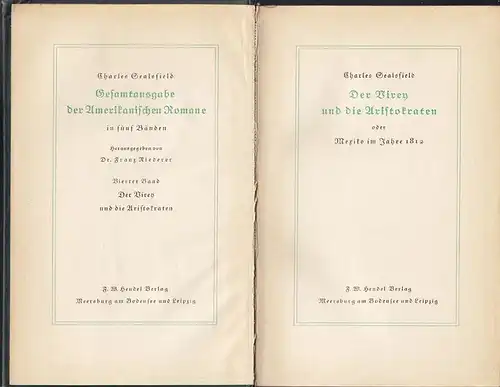 Charles Sealsfield
Gesamtausgabe
der Amerikanischen Romane
in fünf Bänden
Herausgegeben von
Dr. Franz Riederer
Vierter Band
Der Virey
und die Aristokraten
F. W. Hendel Verlag
Meersburg am Bodensee und Leipzig
Charles Sealsfield
Der Virey
und die Aristokraten
oder
Mexiko im Jahre 1812
F. W. Hendel Verlag
Meersburg am Bodensee und Leipzig